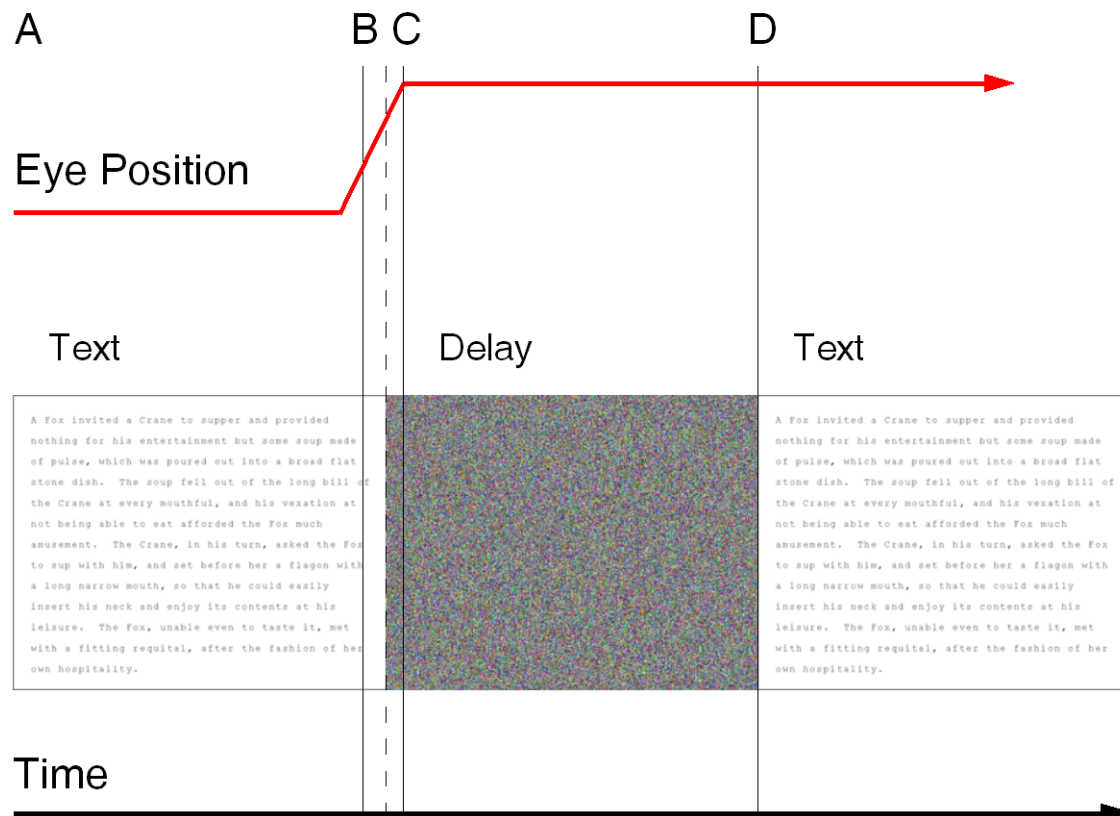 A B C D
Eye Position
Text Delay Text
A Fox invited a Crane to supper and provided
nothing for his entertainment but some soup made
of pulse, which was poured out into a broad flat
stone dish. The soup fell out of the long bill of
the Crane at every mouthful, and his vexation at
not being able to eat afforded the Fox much
amusement. The Crane, in his turn, asked the Fox
to sup with him, and set before her a flagon with
a long narrow mouth, so that he could easily
insert his neck and enjoy its contents at his
leisure. The Fox, unable even to taste it, met
with a fitting requital, after the fashion of her
own hospitality.
A Fox invited a Crane to supper and provided
nothing for his entertainment but some soup made
of pulse, which was poured out into a broad flat
stone dish. The soup fell out of the long bill of
the Crane at every mouthful, and his vexation at
not being able to eat afforded the Fox much
amusement. The Crane, in his turn, asked the Fox
to sup with him, and set before her a flagon with
a long narrow mouth, so that he could easily
insert his neck and enjoy its contents at his
leisure. The Fox, unable even to taste it, met
with a fitting requital, after the fashion of her
own hospitality.
Time